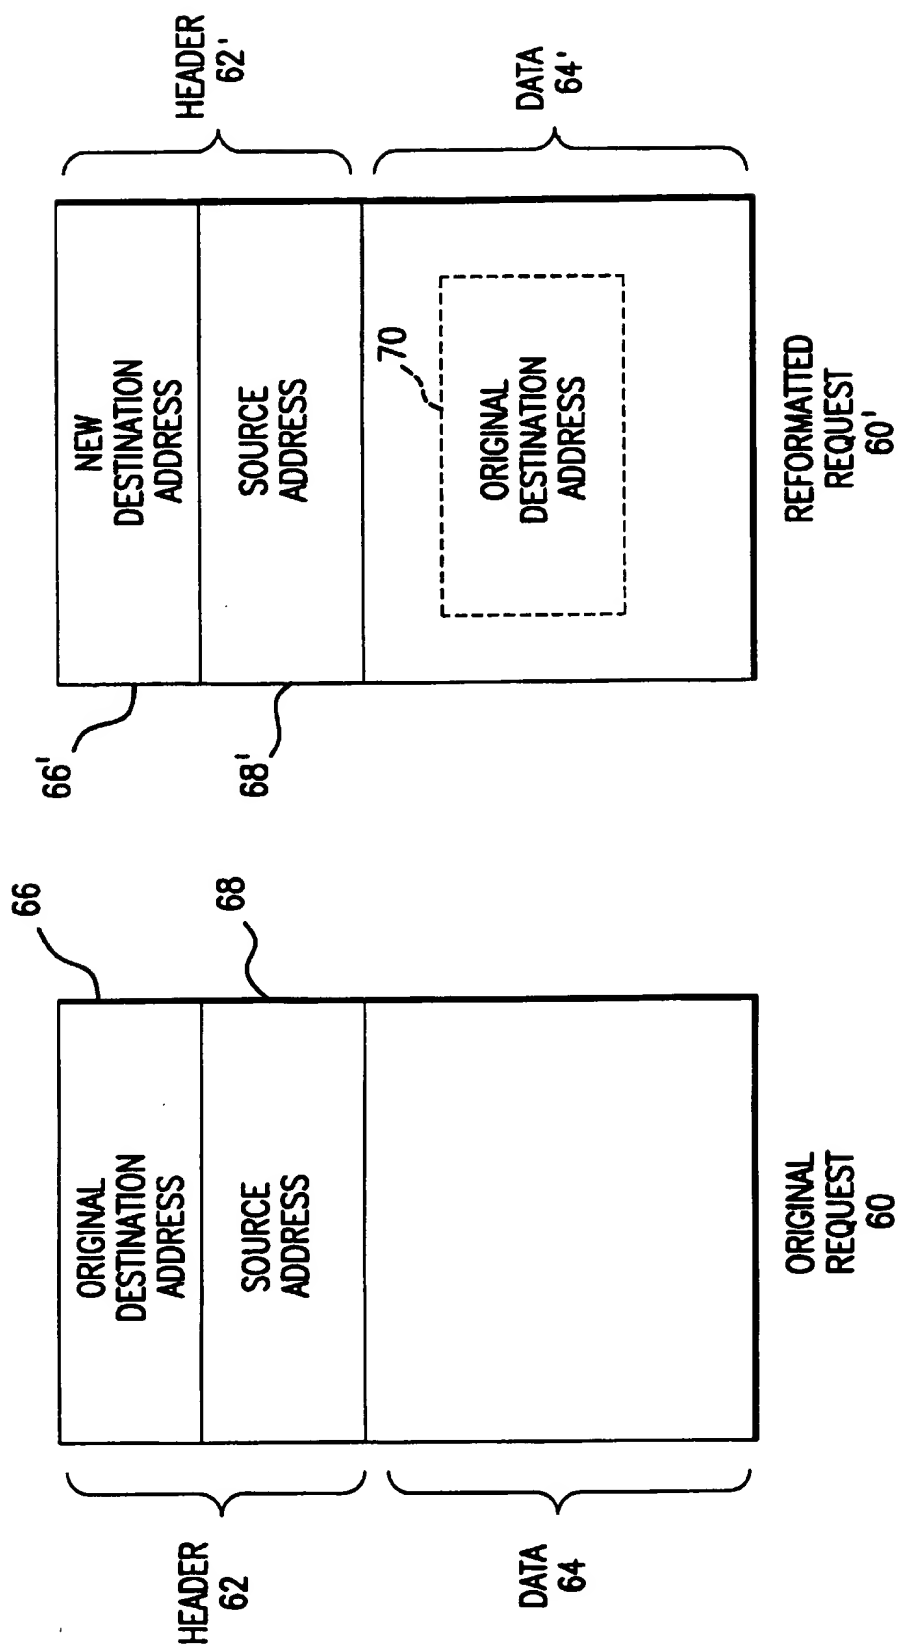 HEADER
62
DATA
64
ORIGINAL
DESTINATION
ADDRESS
SOURCE
ADDRESS
66
68
ORIGINAL
REQUEST
60
66'
68'
NEW
DESTINATION
ADDRESS
SOURCE
ADDRESS
70
ORIGINAL
DESTINATION
ADDRESS
HEADER
62'
DATA
64'
REFORMATTED
REQUEST
60'